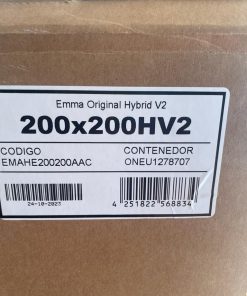 Emma Original Hybrid V2
200x200HV2
CODIGO CONTENEDOR
EMAHE200200AAC ONEU1278707
24-10-2023 4 251822 568834